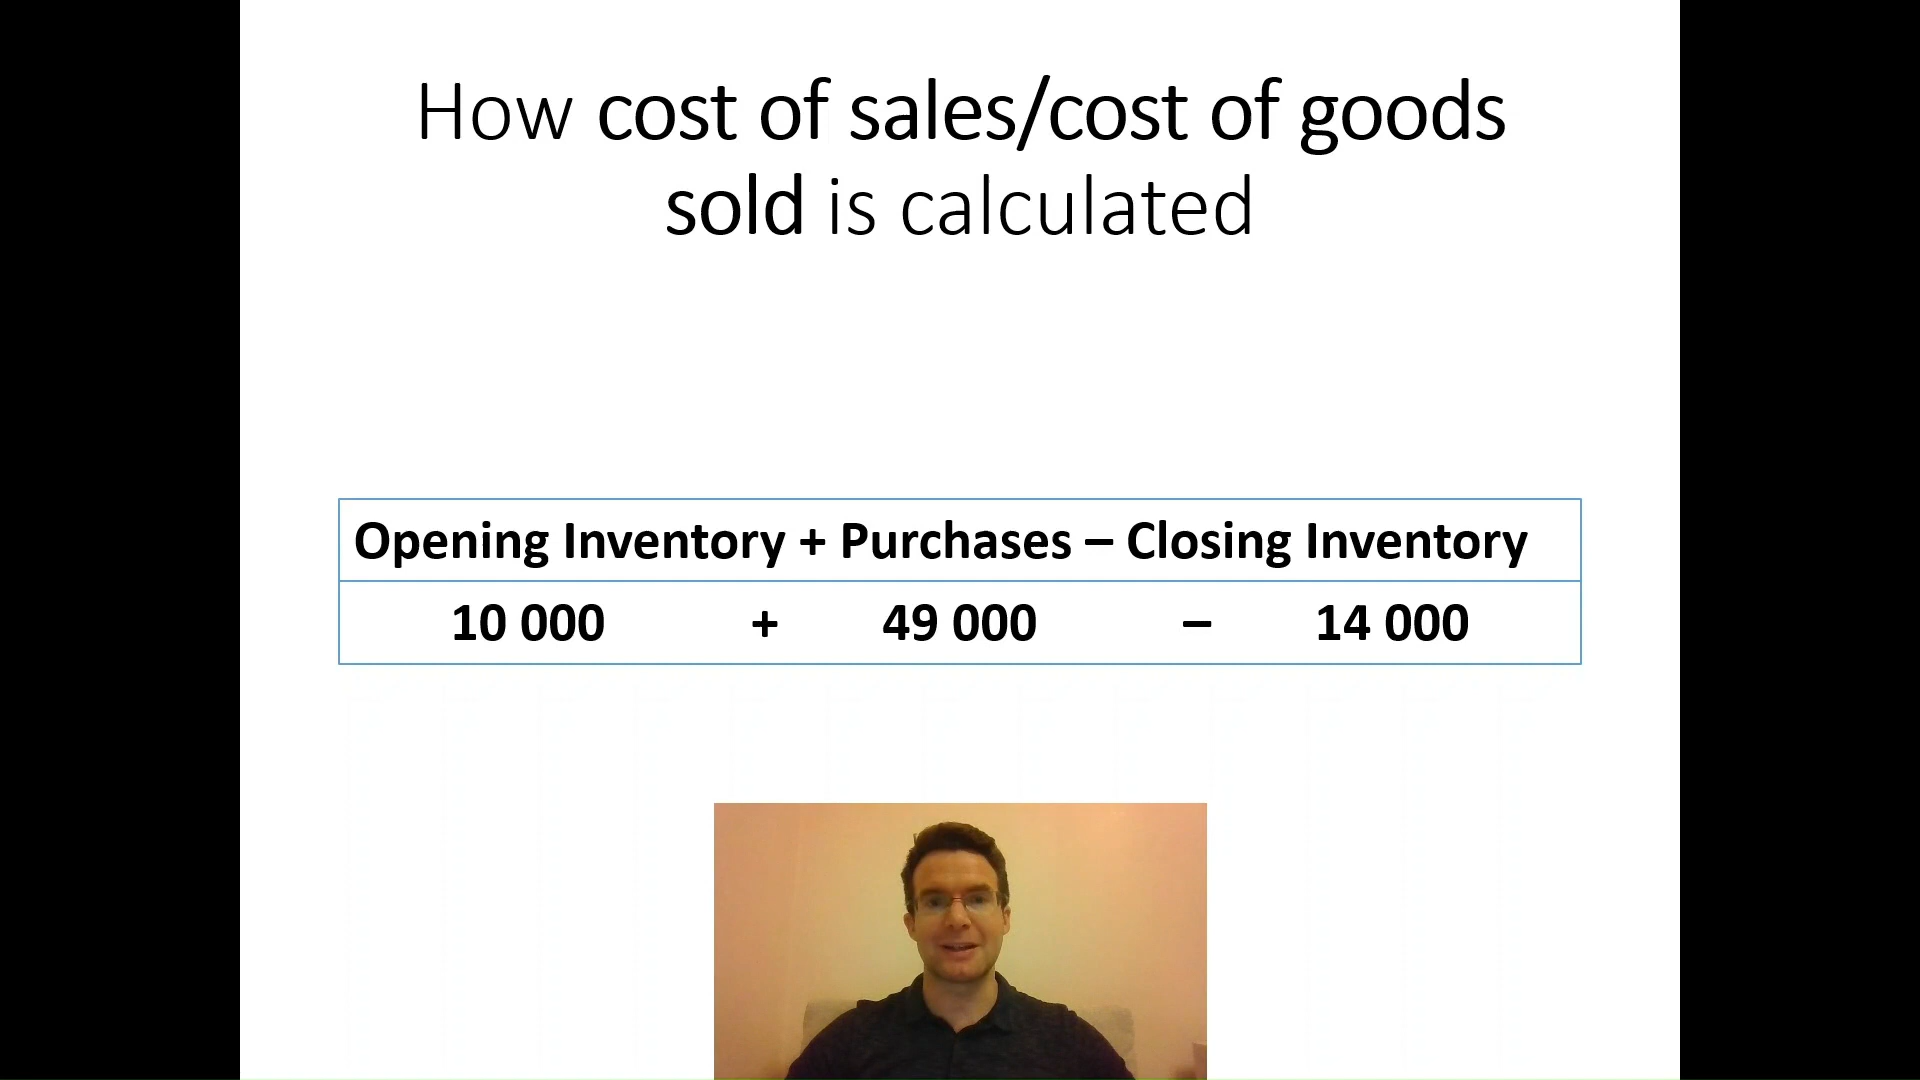 How cost of sales/cost of goods
sold is calculated
Opening Inventory + Purchases – Closing Inventory
10 000 + 49 000 – 14 000